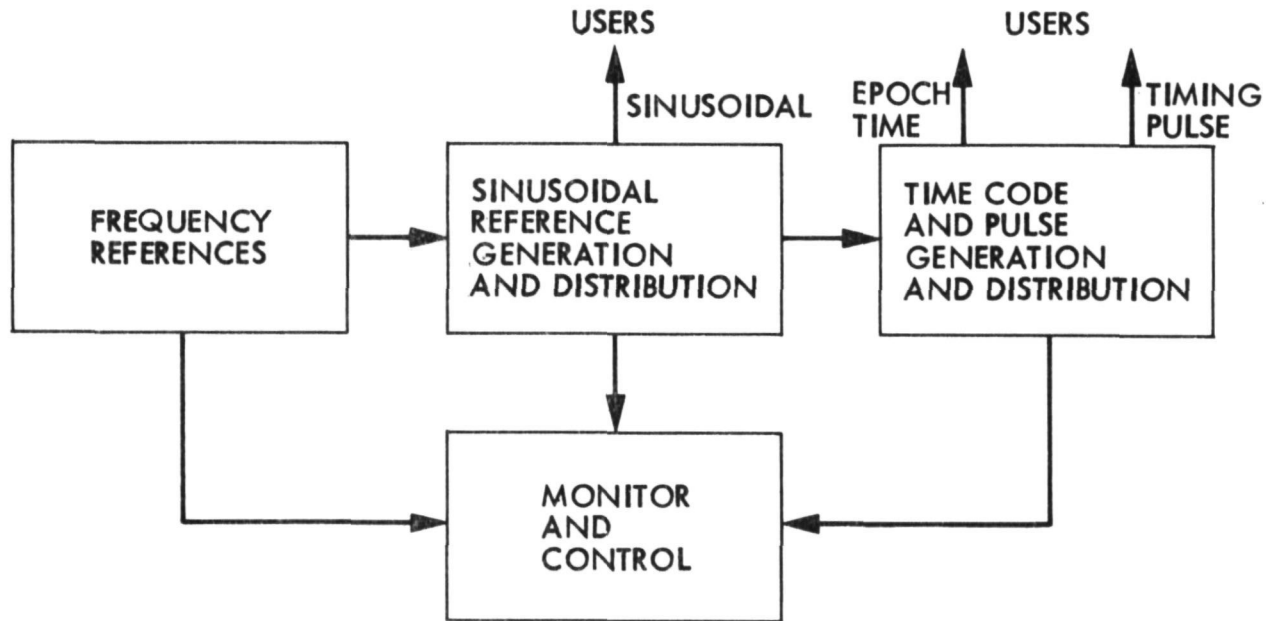 USERS
USERS
SINUSOIDAL
EPOCH
TIME
TIMING
PULSE
FREQUENCY
REFERENCES
SINUSOIDAL
REFERENCE
GENERATION
AND DISTRIBUTION
TIME CODE
AND PULSE
GENERATION
AND DISTRIBUTION
MONITOR
AND
CONTROL